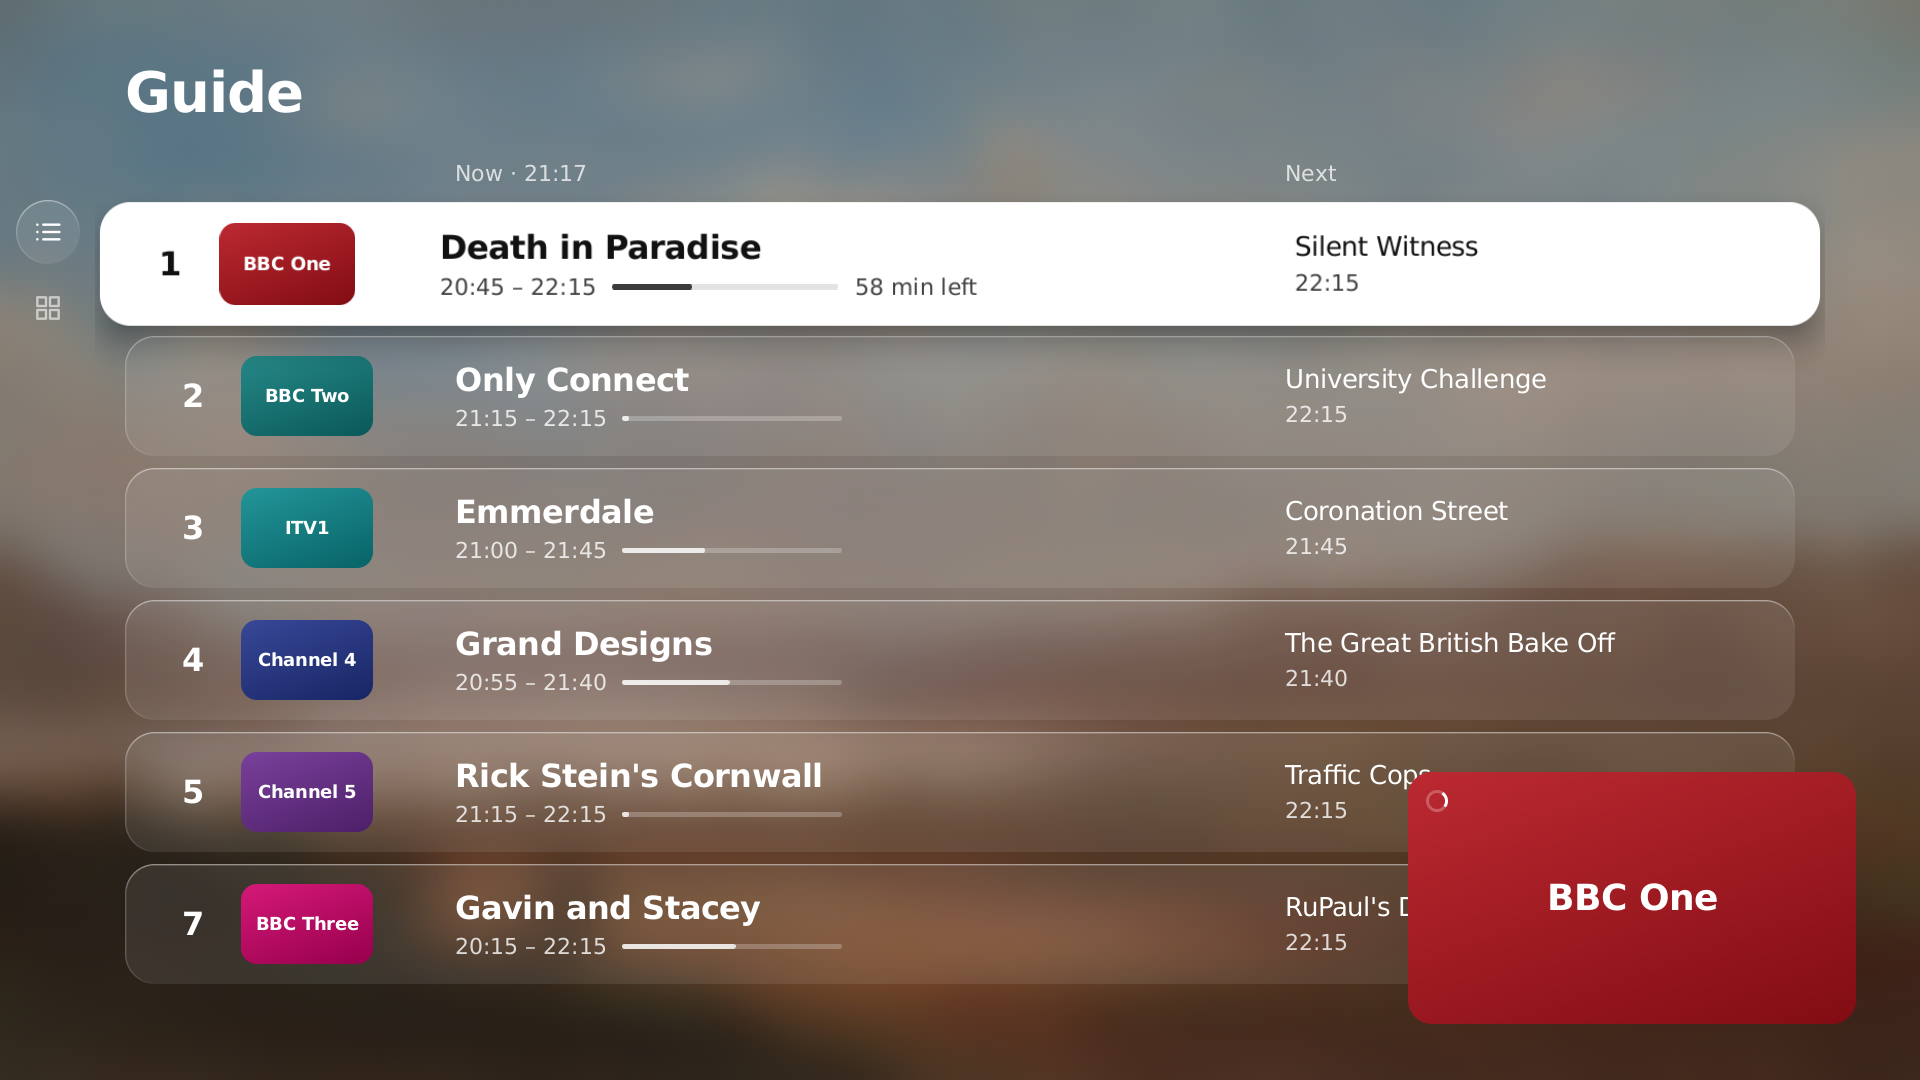 Guide
Now · 21:17
Next
1
BBC One
Death in Paradise
20:45 – 22:15
58 min left
Silent Witness
22:15
2
BBC Two
Only Connect
21:15 – 22:15
University Challenge
22:15
3
ITV1
Emmerdale
21:00 – 21:45
Coronation Street
21:45
4
Channel 4
Grand Designs
20:55 – 21:40
The Great British Bake Off
21:40
5
Channel 5
Rick Stein's Cornwall
21:15 – 22:15
Traffic Cops
22:15
7
BBC Three
Gavin and Stacey
20:15 – 22:15
RuPaul's
22:15
BBC One